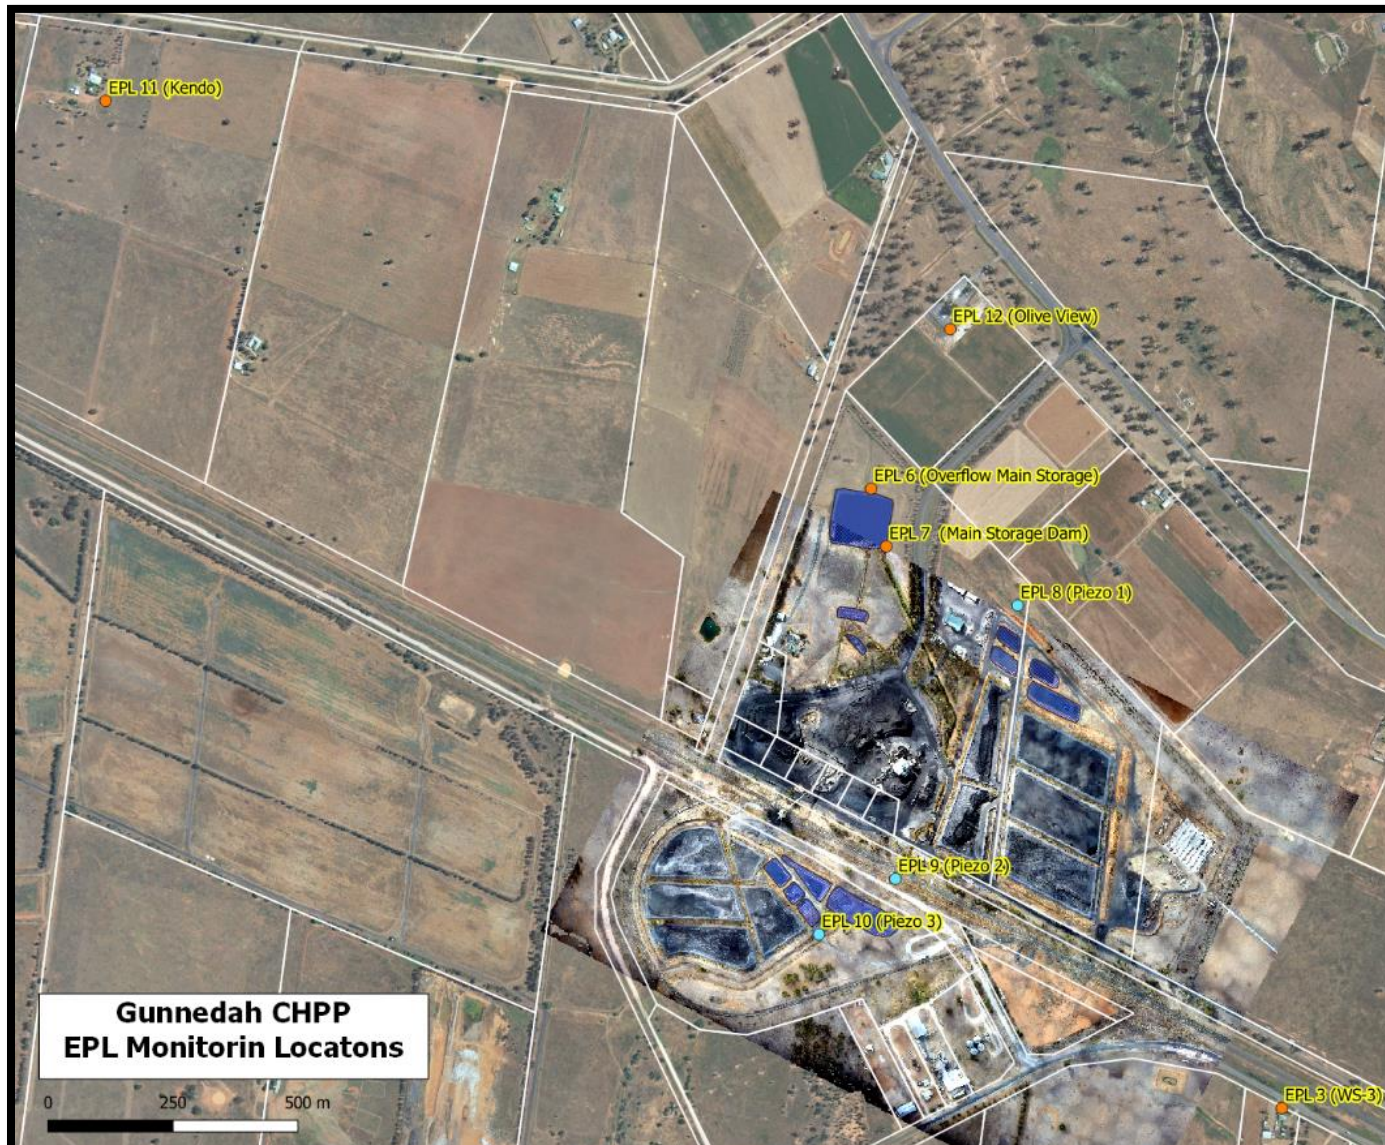 EPL 11 (Kendo)
EPL 12 (Olive View)
EPL 6 (Overflow Main Storage)
EPL 7 (Main Storage Dam)
EPL 8 (Piezo 1)
EPL 9 (Piezo 2)
EPL 10 (Piezo 3)
Gunnedah CHPP
EPL Monitorin Locatons
0 250 500 m
EPL 3 (WS-3)